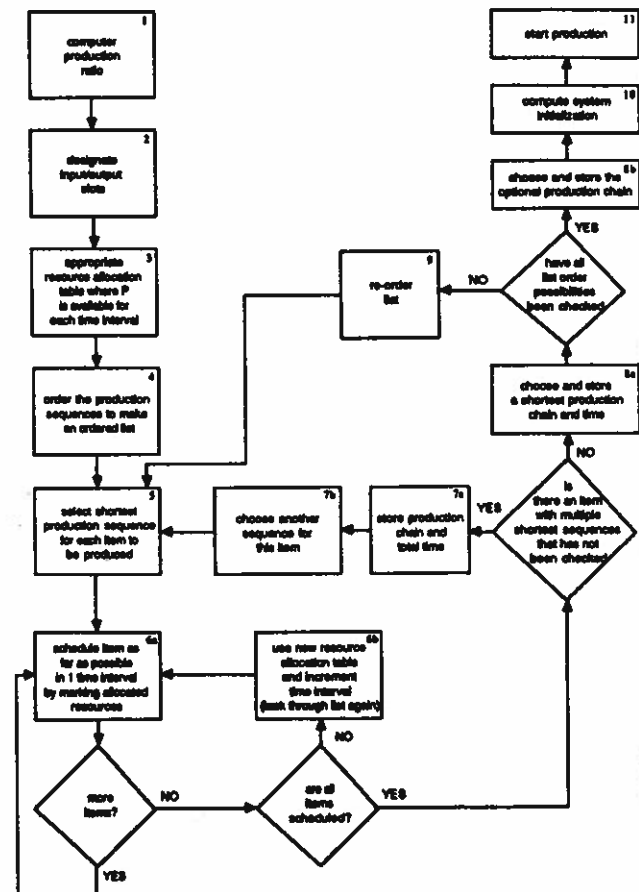 1
computer
production
ratio
2
designate
input/output
slots
3
appropriate
resource allocation
table where P
is available for
each time interval
4
order the production
sequences to make
an ordered list
5
select shortest
production sequence
for each item to
be produced
6a
schedule item as
far as possible
in 1 time interval
by marking allocated
resources
more
items?
YES
NO
6b
use new resource
allocation table
and increment
time interval
(task through list again)
NO
are all
items
scheduled?
YES
7b
choose another
sequence for
this item
7a
store production
chain and
total time
YES
is
there an item
with multiple
shortest sequences
that has not
been checked
NO
8a
choose and store
a shortest production
chain and time
9
re-order
list
NO
have all
list order
possibilities
been checked
YES
8b
choose and store the
optional production chain
10
compute system
initialization
11
start production